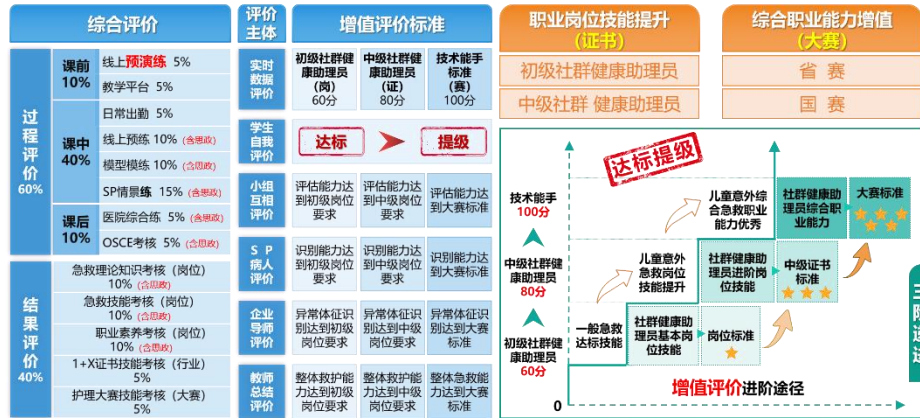 综合评价
过程评价
60%
课前
10%
线上预演练 5%
教学平台 5%
课中
40%
日常出勤 5%
线上预练 10% (含思政)
模型模练 10% (含思政)
SP情景练 15% (含思政)
课后
10%
医院综合练 5% (含思政)
OSCE考核 5% (含思政)
结果评价
40%
急救理论知识考核（岗位）
10% (含思政)
急救技能考核（岗位）
10% (含思政)
职业素养考核（岗位）
10% (含思政)
1+X证书技能考核（行业）
5%
护理大赛技能考核（大赛）
5%
评价
主体
增值评价标准
实时
数据
评价
初级社群健
康助理员
（岗）
60分
中级社群健
康助理员
（证）
80分
技术能手
标准
（赛）
100分
学生
自我
评价
达标
提级
小组
互相
评价
评估能力达
到初级岗位
要求
评估能力达
到中级岗位
要求
评估能力达
到大赛标准
S P
病人
评价
识别能力达
到初级岗位
要求
识别能力达
到中级岗位
要求
识别能力达
到大赛标准
企业
导师
评价
异常体征识
别达到初级
岗位要求
异常体征识
别达到中级
岗位要求
异常体征识
别达到大赛
标准
教师
总结
评价
整体救护能
力达到初级
岗位要求
整体救护能
力达到中级
岗位要求
整体急救能
力达到大赛
标准
职业岗位技能提升
（证书）
初级社群健康助理员
中级社群 健康助理员
综合职业能力增值
（大赛）
省 赛
国 赛
达标提级
技术能手
100分
中级社群健
康助理员
80分
初级社群健
康助理员
60分
0
儿童意外综
合急救职业
能力优秀
社群健康助
理员综合职
业能力
大赛标准
儿童意外
急救岗位
技能提升
社群健康助
理员进阶岗
位技能
中级证书
标准
一般急救
达标技能
社群健康助
理员基本岗
位技能
岗位标准
增值评价进阶途径